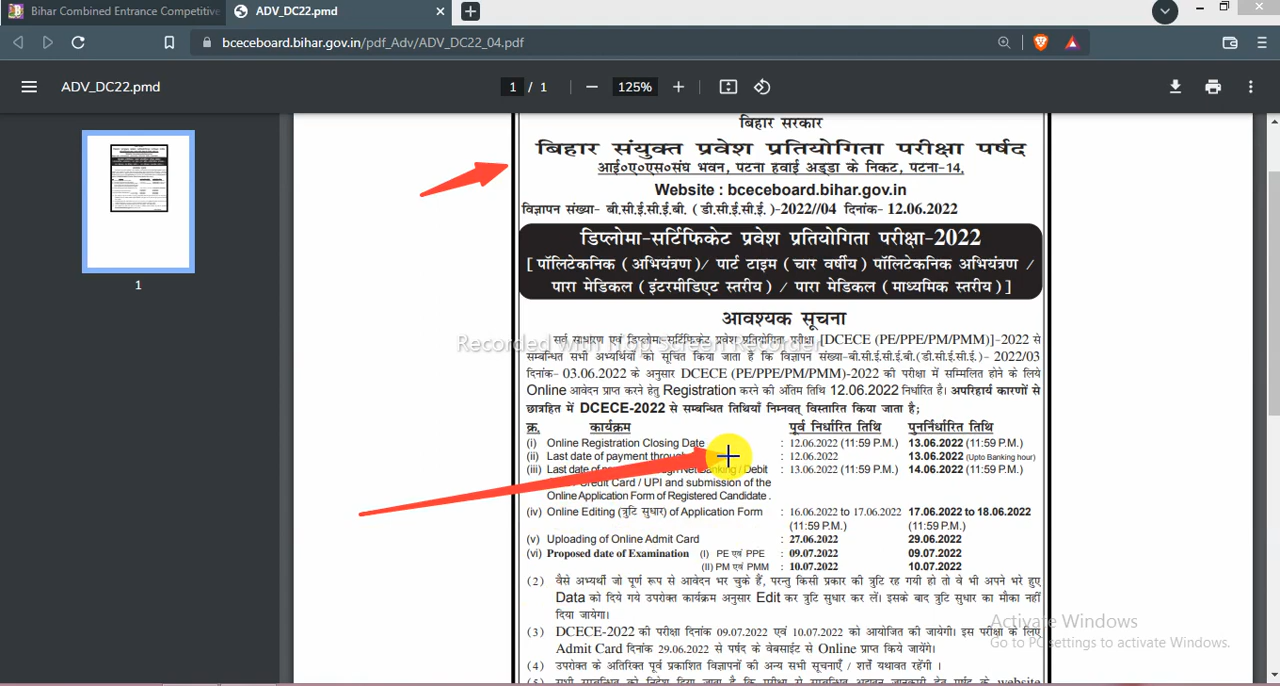 Bihar Combined Entrance Competitive
ADV_DC22.pmd
bceceboard.bihar.gov.in/pdf_Adv/ADV_DC22_04.pdf
ADV_DC22.pmd
1 / 1
125%
1
बिहार सरकार
बिहार संयुक्त प्रवेश प्रतियोगिता परीक्षा पर्षद
आई०ए०एस०संघ भवन, पटना हवाई अड्डा के निकट, पटना-14,
Website : bceceboard.bihar.gov.in
विज्ञापन संख्या- बी.सी.ई.सी.ई.बी. ( डी.सी.ई.सी.ई. )-2022//04 दिनांक- 12.06.2022
डिप्लोमा-सर्टिफिकेट प्रवेश प्रतियोगिता परीक्षा-2022
[ पॉलिटेकनिक ( अभियंत्रण )/ पार्ट टाइम ( चार वर्षीय ) पॉलिटेकनिक अभियंत्रण /
पारा मेडिकल ( इंटरमीडिएट स्तरीय ) / पारा मेडिकल ( माध्यमिक स्तरीय ) ]
आवश्यक सूचना
सर्व साधारण एवं डिप्लोमा-सर्टिफिकेट प्रवेश प्रतियोगिता परीक्षा [DCECE (PE/PPE/PM/PMM)]-2022 से
Recorded with Screen Recorder
सम्बन्धित सभी अभ्यर्थियों को सूचित किया जाता है कि विज्ञापन संख्या-बी.सी.ई.सी.ई.बी.(डी.सी.ई.सी.ई.)- 2022/03
दिनांक- 03.06.2022 के अनुसार DCECE (PE/PPE/PM/PMM)-2022 की परीक्षा में सम्मिलित होने के लिये
Online आवेदन प्राप्त करने हेतु Registration करने की अंतिम तिथि 12.06.2022 निर्धारित है। अपरिहार्य कारणों से
छात्रहित में DCECE-2022 से सम्बन्धित तिथियाँ निम्नवत् विस्तारित किया जाता है;
क्र. कार्यक्रम पूर्व निर्धारित तिथि पुनर्निर्धारित तिथि
(i) Online Registration Closing Date : 12.06.2022 (11:59 P.M.) 13.06.2022 (11:59 P.M.)
(ii) Last date of payment through : 12.06.2022 13.06.2022 (Upto Banking hour)
(iii) Last date of Net Banking / Debit : 13.06.2022 (11:59 P.M.) 14.06.2022 (11:59 P.M.)
Credit Card / UPI and submission of the
Online Application Form of Registered Candidate .
(iv) Online Editing (त्रुटि सुधार) of Application Form : 16.06.2022 to 17.06.2022 17.06.2022 to 18.06.2022
(11:59 P.M.) (11:59 P.M.)
(v) Uploading of Online Admit Card : 27.06.2022 29.06.2022
(vi) Proposed date of Examination (I) PE एवं PPE : 09.07.2022 09.07.2022
(II) PM एवं PMM : 10.07.2022 10.07.2022
(2) वैसे अभ्यर्थी जो पूर्ण रूप से आवेदन भर चुके हैं, परन्तु किसी प्रकार की त्रुटि रह गयी हो तो वे भी अपने भरे हुए
Data को दिये गये उपरोक्त कार्यक्रम अनुसार Edit कर त्रुटि सुधार कर लें। इसके बाद त्रुटि सुधार का मौका नहीं
दिया जायेगा।
(3) DCECE-2022 की परीक्षा दिनांक 09.07.2022 एवं 10.07.2022 को आयोजित की जायेगी। इस परीक्षा के लिए
Admit Card दिनांक 29.06.2022 से पर्षद के वेबसाईट से Online प्राप्त किये जायेंगे।
(4) उपरोक्त के अतिरिक्त पूर्व प्रकाशित विज्ञापनों की अन्य सभी सूचनाएँ / शर्तें यथावत रहेंगी ।
Activate Windows
Go to PC settings to activate Windows.